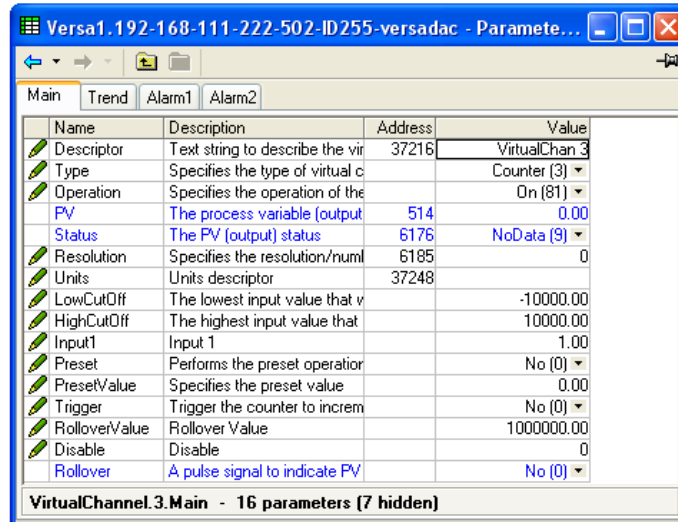 Versa1.192-168-111-222-502-ID255-versadac - Paramete...
Main Trend Alarm1 Alarm2
Name Description Address Value
Descriptor Text string to describe the vir 37216 VirtualChan 3
Type Specifies the type of virtual c Counter (3)
Operation Specifies the operation of the On (81)
PV The process variable (output 514 0.00
Status The PV (output) status 6176 NoData (9)
Resolution Specifies the resolution/numl 6185 0
Units Units descriptor 37248
LowCutOff The lowest input value that w -10000.00
HighCutOff The highest input value that 10000.00
Input1 Input 1 1.00
Preset Performs the preset operation No (0)
PresetValue Specifies the preset value 0.00
Trigger Trigger the counter to increm No (0)
RolloverValue Rollover Value 1000000.00
Disable Disable 0
Rollover A pulse signal to indicate PV No (0)
VirtualChannel.3.Main - 16 parameters (7 hidden)